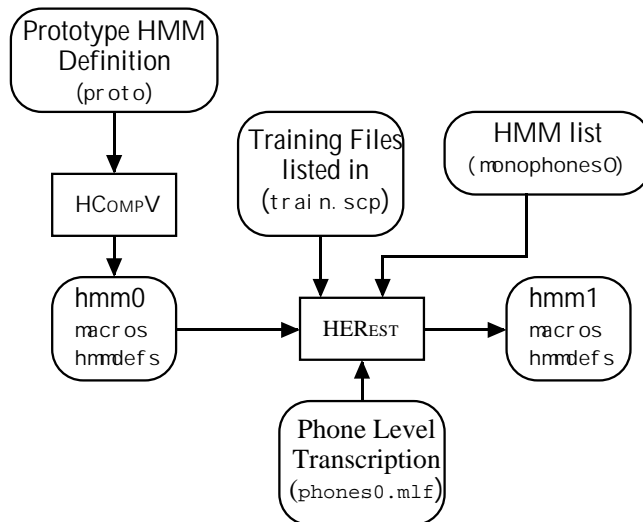 Prototype HMM
Definition
(proto)
Training Files
listed in
(train.scp)
HMM list
(monophones0)
HCOMPV
hmm0
macros
hmmdefs
HEREST
hmm1
macros
hmmdefs
Phone Level
Transcription
(phones0.mlf)